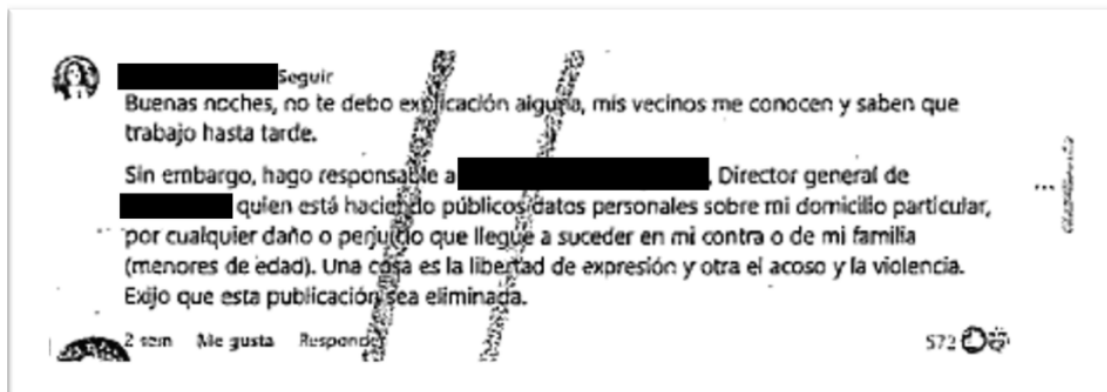 Seguir
Buenas noches, no te debo explicación alguna, mis vecinos me conocen y saben que
trabajo hasta tarde.
Sin embargo, hago responsable a , Director general de
quien está haciendo públicos datos personales sobre mi domicilio particular,
por cualquier daño o perjuicio que llegue a suceder en mi contra o de mi familia
(menores de edad). Una cosa es la libertad de expresión y otra el acoso y la violencia.
Exijo que esta publicación sea eliminada.
2 sem Me gusta Responder
572